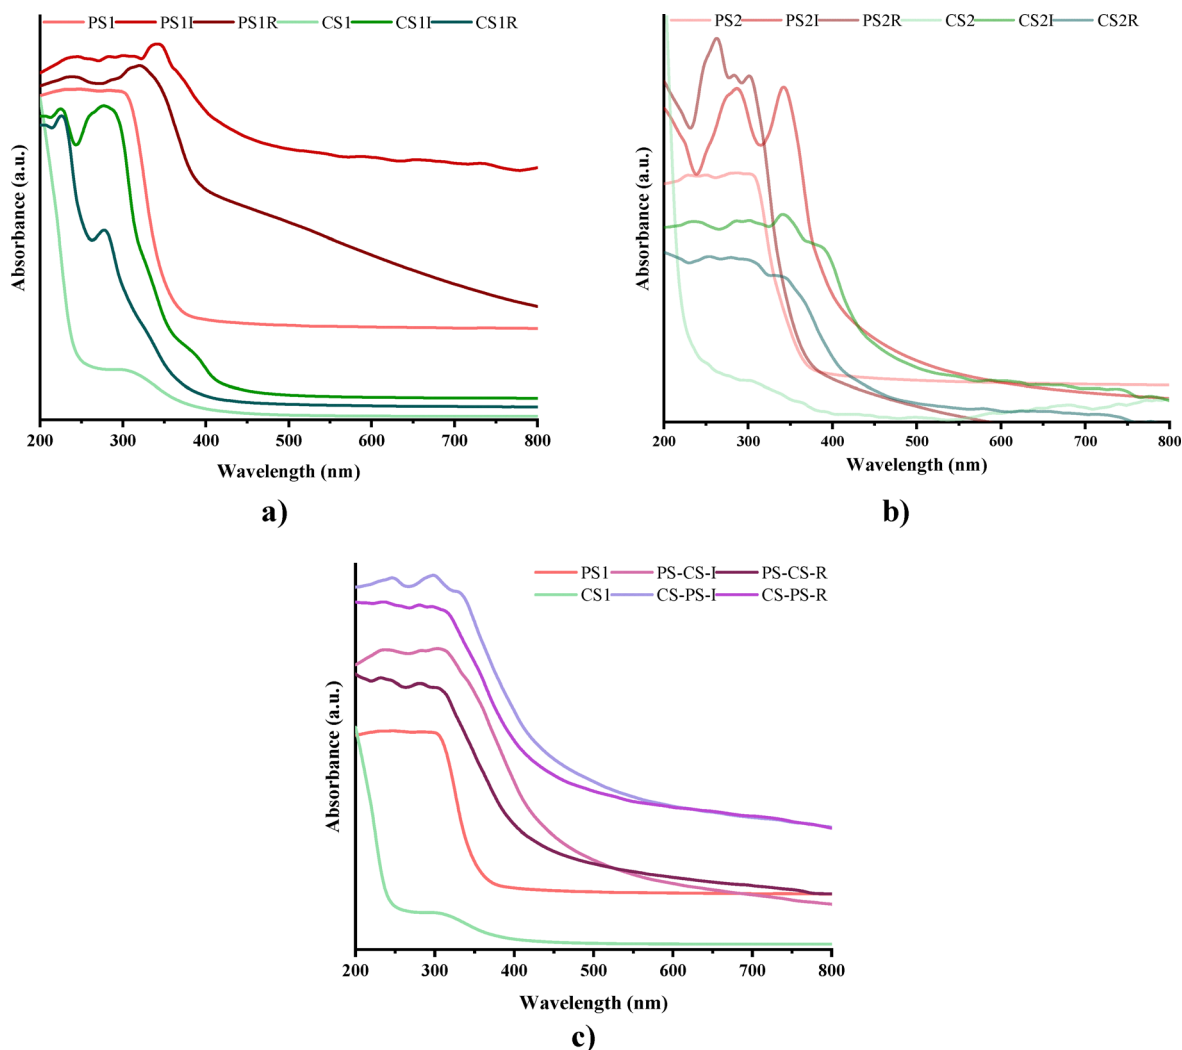 PS1 PS1I PS1R CS1 CS1I CS1R
Absorbance (a.u.)
200 300 400 500 600 700 800
Wavelength (nm)
a)
PS2 PS2I PS2R CS2 CS2I CS2R
Absorbance (a.u.)
200 300 400 500 600 700 800
Wavelength (nm)
b)
PS1 PS-CS-I PS-CS-R
CS1 CS-PS-I CS-PS-R
Absorbance (a.u.)
200 300 400 500 600 700 800
Wavelength (nm)
c)